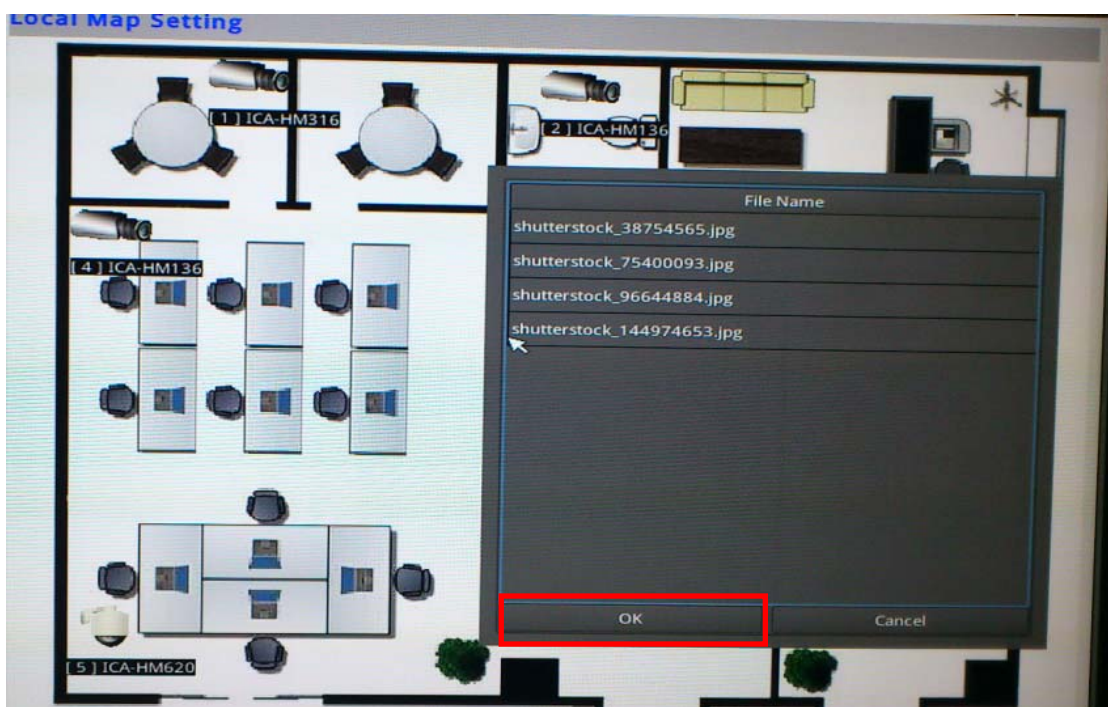 Local Map Setting
[ 1 ] ICA-HM316
[ 2 ] ICA-HM136
File Name
shutterstock_38754565.jpg
shutterstock_75400093.jpg
shutterstock_96644884.jpg
shutterstock_144974653.jpg
[ 4 ] ICA-HM136
OK
Cancel
[ 5 ] ICA-HM620